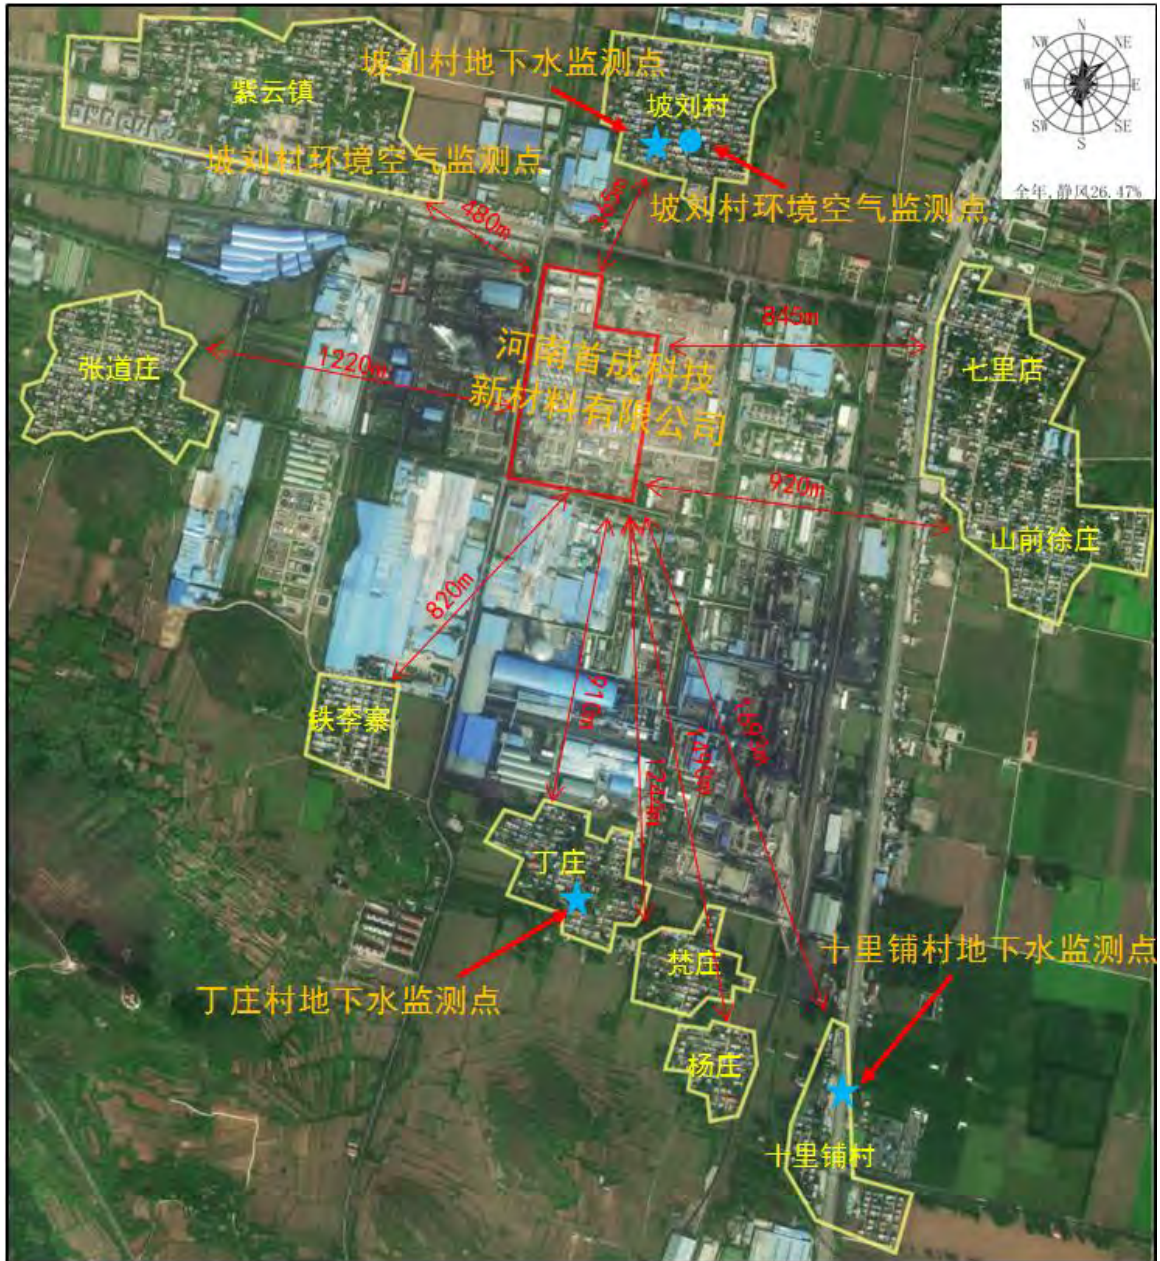 坡刘村地下水监测点
紫云镇
坡刘村
坡刘村环境空气监测点
坡刘村环境空气监测点
N
NW
NE
W
E
SW
SE
S
全年,静风26.47%
480m
365m
845m
1220m
张道庄
河南首成科技
新材料有限公司
七里店
920m
山前徐庄
820m
铁李寨
910m
丁庄
梵庄
丁庄村地下水监测点
十里铺村地下水监测点
杨庄
十里铺村